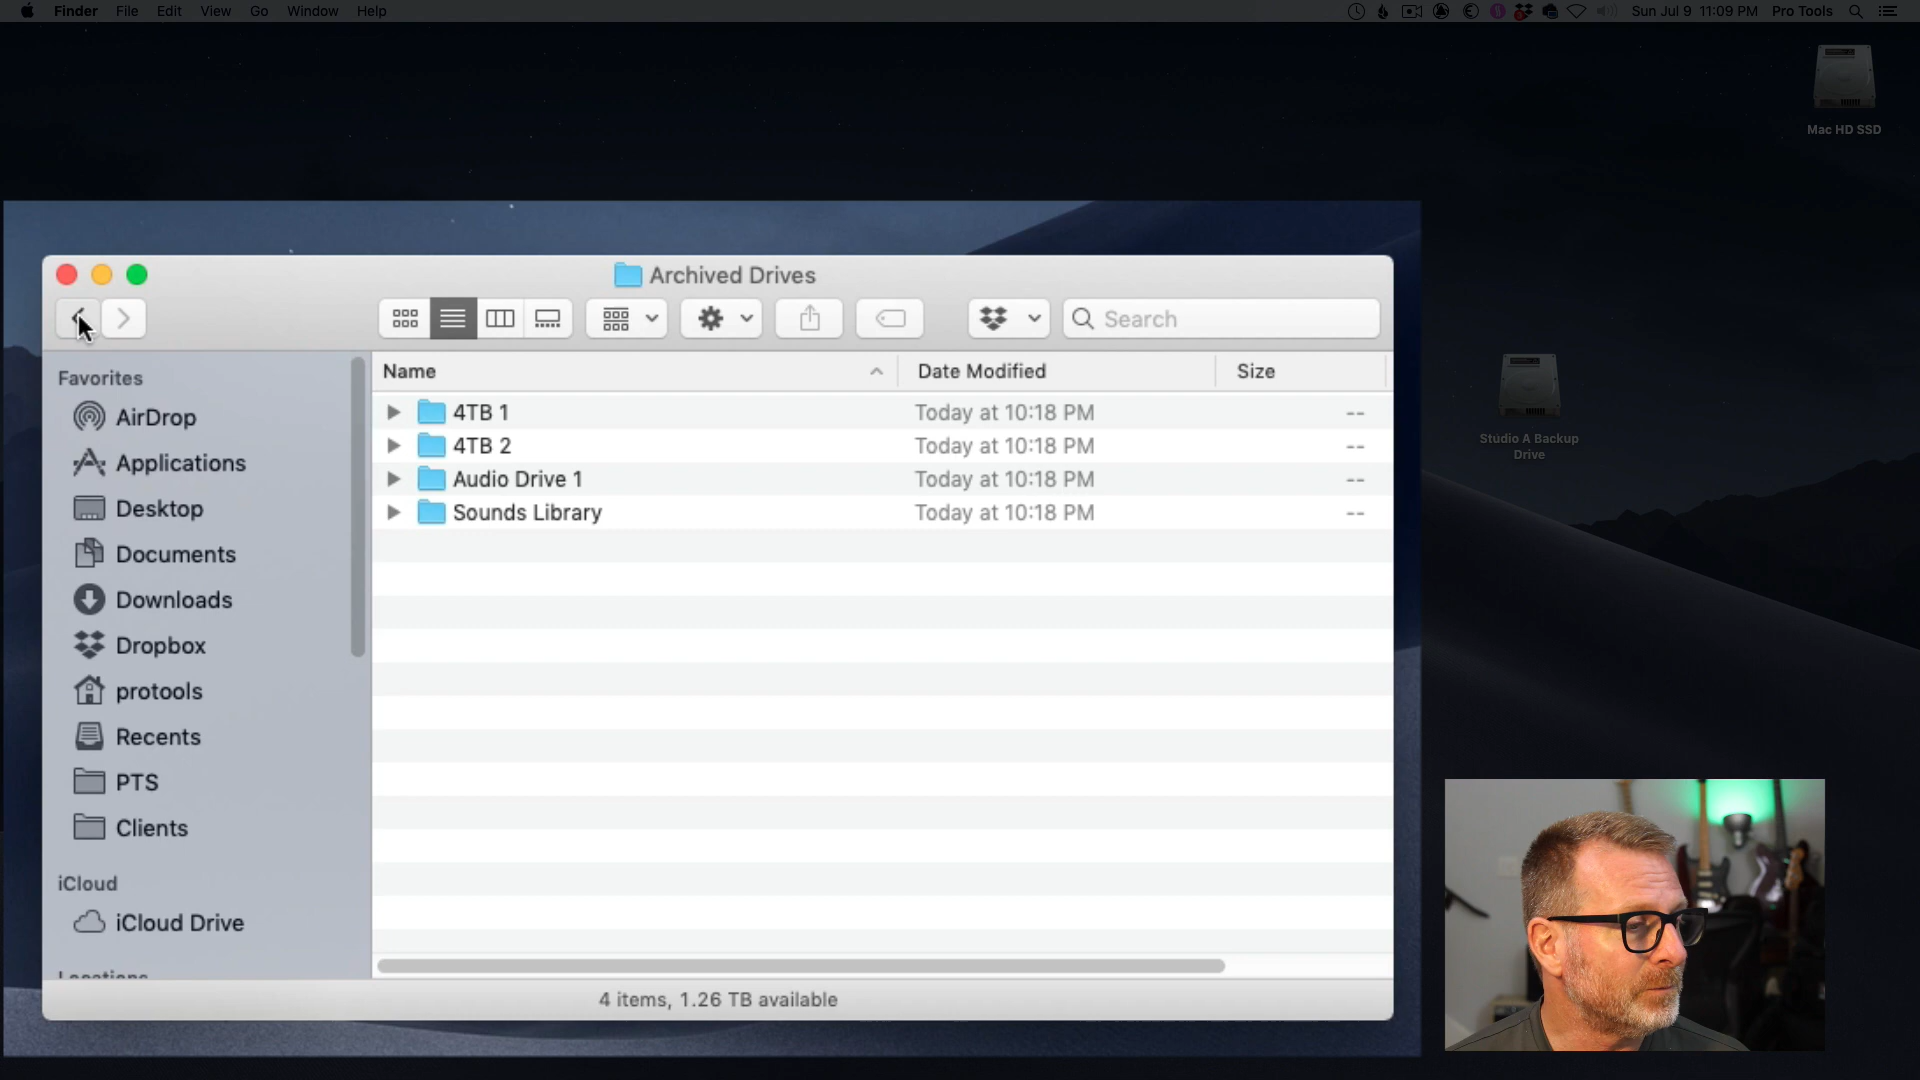 Finder File Edit View Go Window Help
Sun Jul 9 11:09 PM Pro Tools
Mac HD SSD
Archived Drives
Search
Favorites
AirDrop
Applications
Desktop
Documents
Downloads
Dropbox
protools
Recents
PTS
Clients
iCloud
iCloud Drive
Locations
Name Date Modified Size
4TB 1 Today at 10:18 PM --
4TB 2 Today at 10:18 PM --
Audio Drive 1 Today at 10:18 PM --
Sounds Library Today at 10:18 PM --
4 items, 1.26 TB available
Studio A Backup
Drive